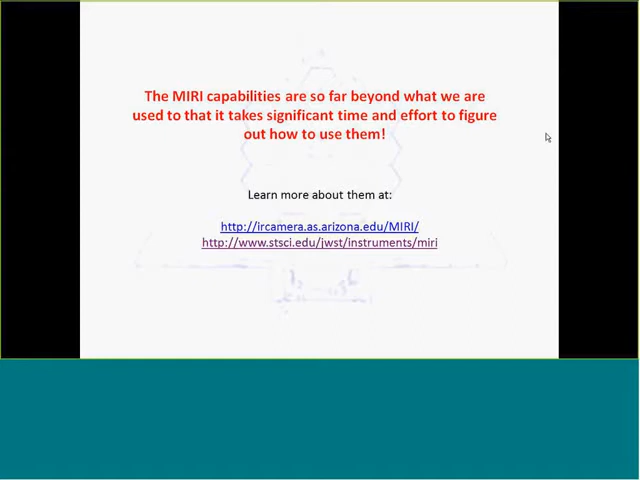 The MIRI capabilities are so far beyond what we are
used to that it takes significant time and effort to figure
out how to use them!
Learn more about them at:
http://ircamera.as.arizona.edu/MIRI/
http://www.stsci.edu/jwst/instruments/miri